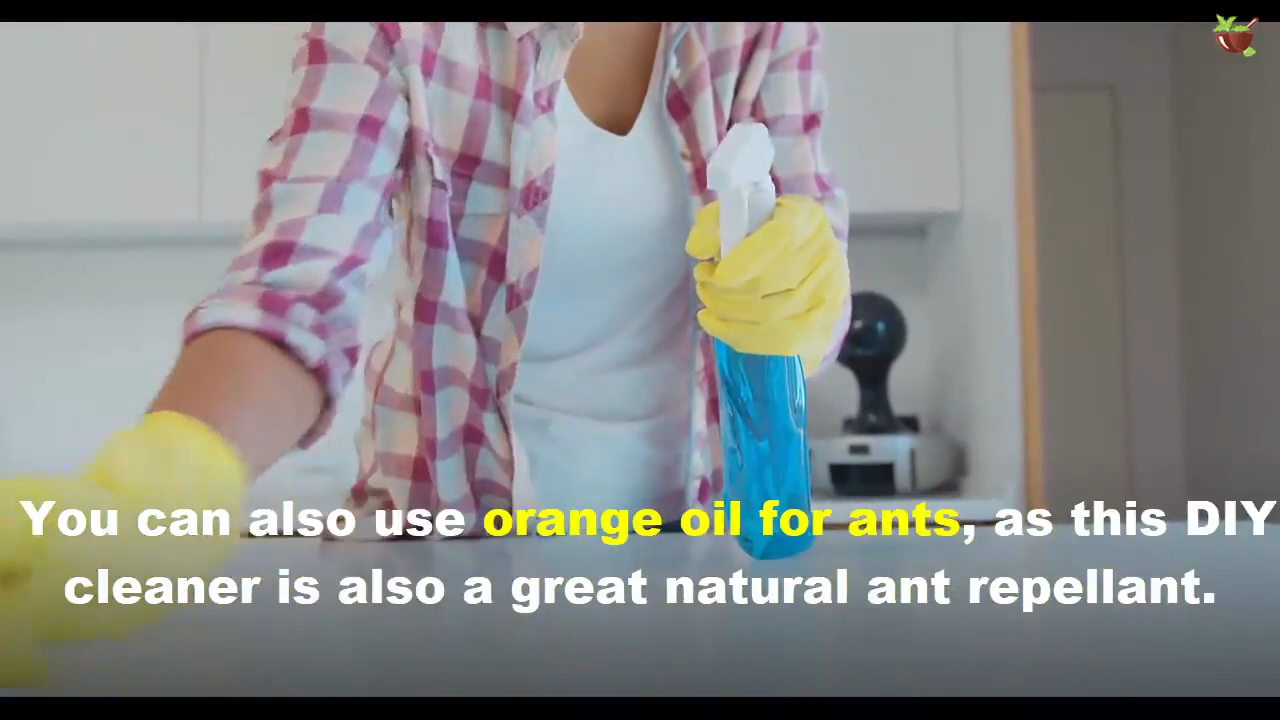 You can also use orange oil for ants, as this DIY
cleaner is also a great natural ant repellant.